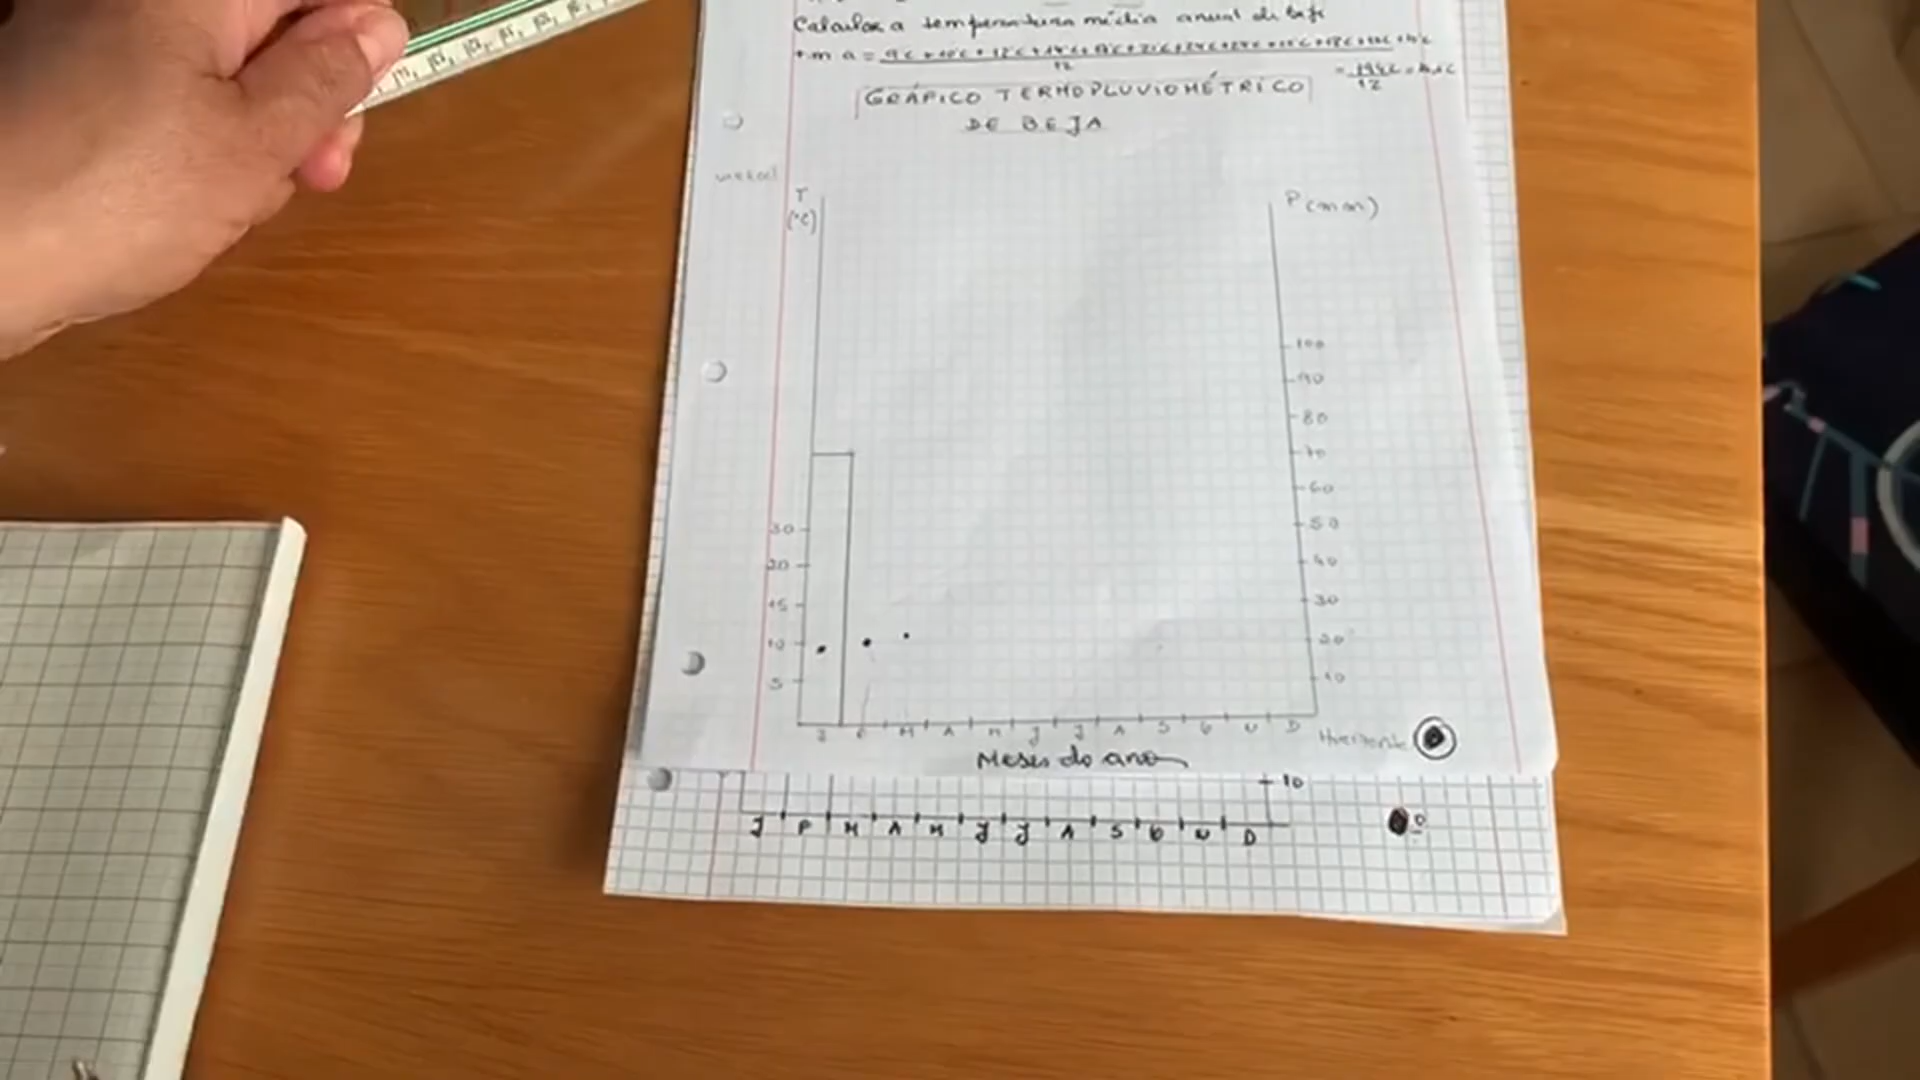 Calcular a temperatura média anual de Beja
GRÁFICO TERMOPLUVIOMÉTRICO
DE BEJA
T
(°C)
P (mm)
100
90
80
70
60
50
40
30
20
10
30
20
15
10
5
J F M A M J J A S O N D
Horizonte
Meses do ano
10
J F M A M J J A S O N D